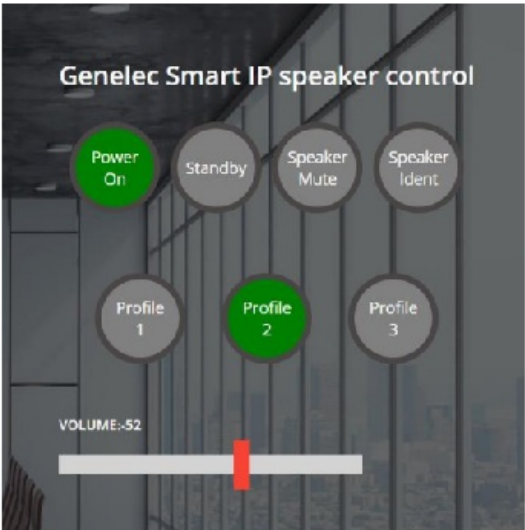 Genelec Smart IP speaker control
Power
On
Standby
Speaker
Mute
Speaker
Ident
Profile
1
Profile
2
Profile
3
VOLUME:-52